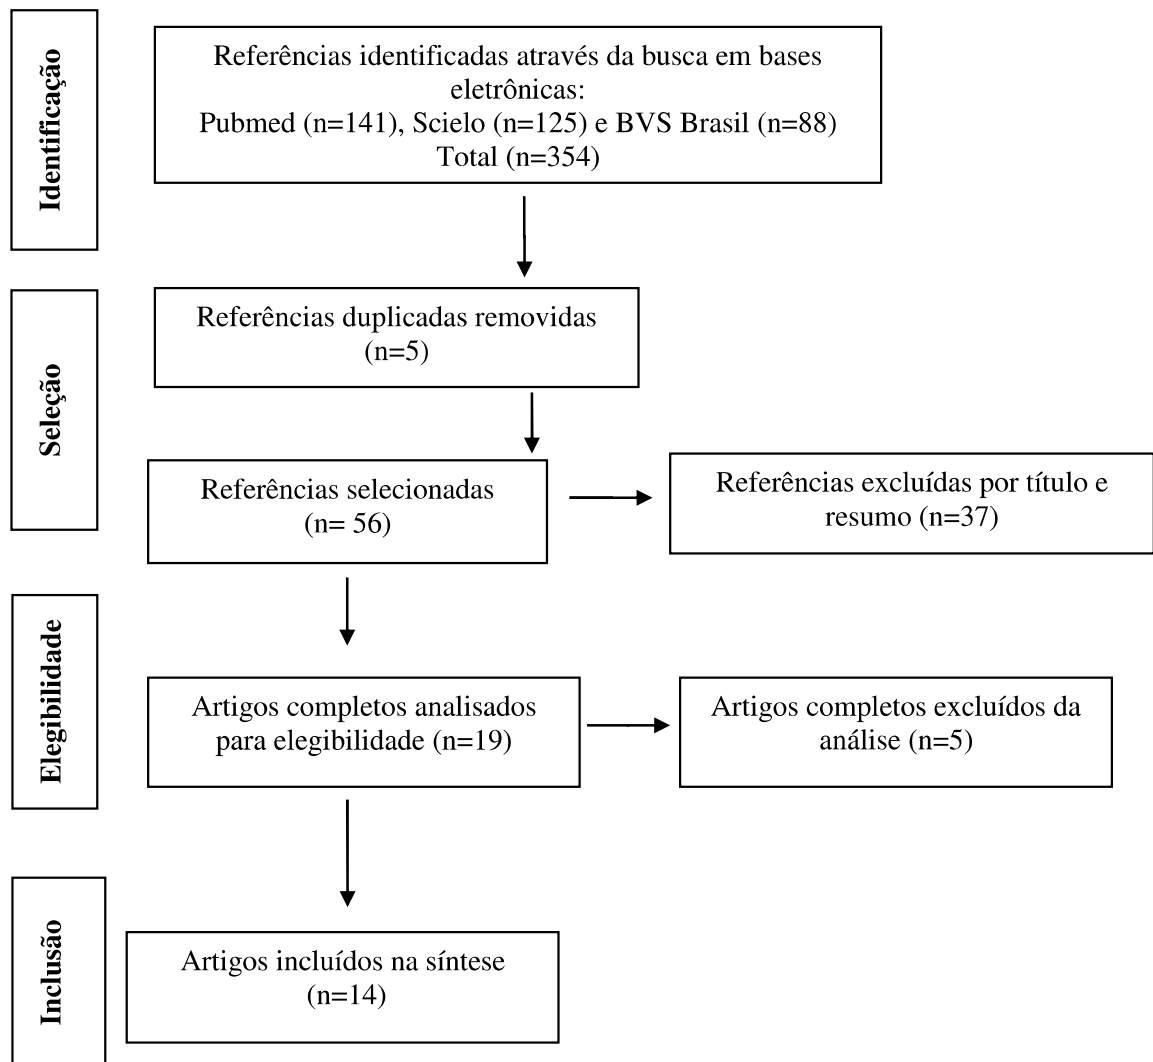 Identificação
Referências identificadas através da busca em bases
eletrônicas:
Pubmed (n=141), Scielo (n=125) e BVS Brasil (n=88)
Total (n=354)
Seleção
Referências duplicadas removidas
(n=5)
Referências selecionadas
(n= 56)
Referências excluídas por título e
resumo (n=37)
Elegibilidade
Artigos completos analisados
para elegibilidade (n=19)
Artigos completos excluídos da
análise (n=5)
Inclusão
Artigos incluídos na síntese
(n=14)